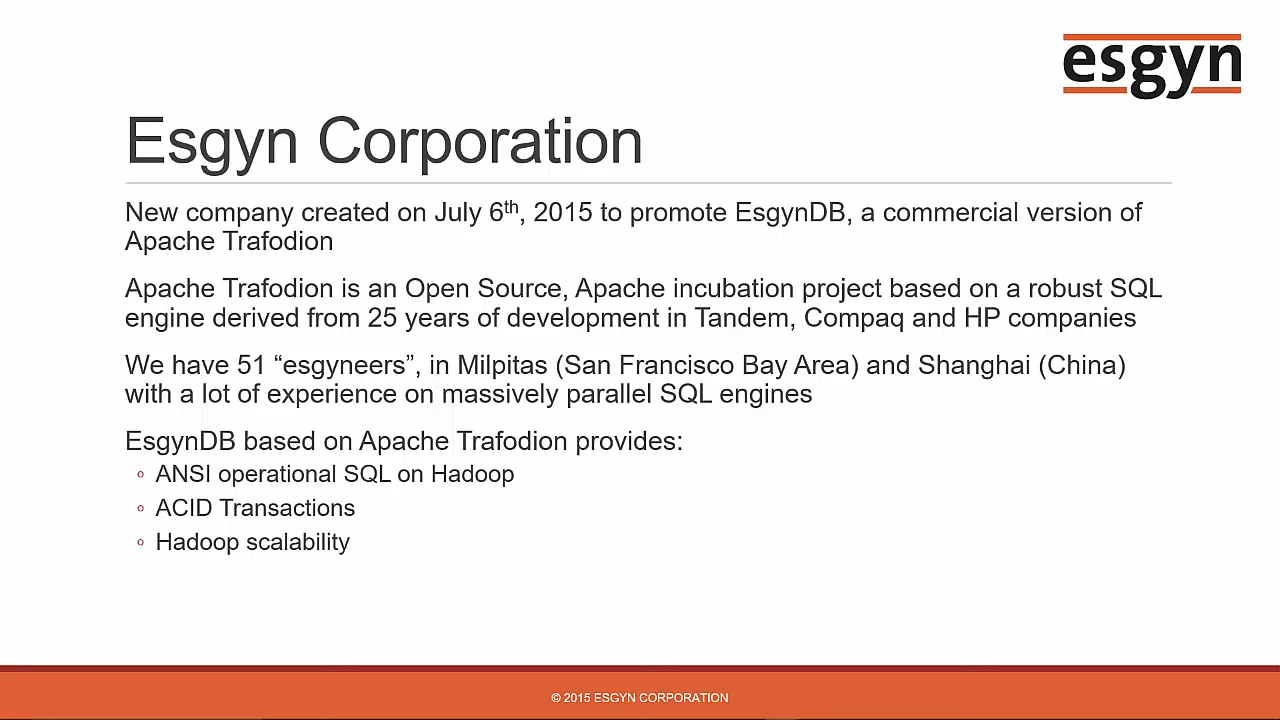 esgyn
Esgyn Corporation
New company created on July 6th, 2015 to promote EsgynDB, a commercial version of
Apache Trafodion
Apache Trafodion is an Open Source, Apache incubation project based on a robust SQL
engine derived from 25 years of development in Tandem, Compaq and HP companies
We have 51 “esgyneers”, in Milpitas (San Francisco Bay Area) and Shanghai (China)
with a lot of experience on massively parallel SQL engines
EsgynDB based on Apache Trafodion provides:
◦ ANSI operational SQL on Hadoop
◦ ACID Transactions
◦ Hadoop scalability
© 2015 ESGYN CORPORATION